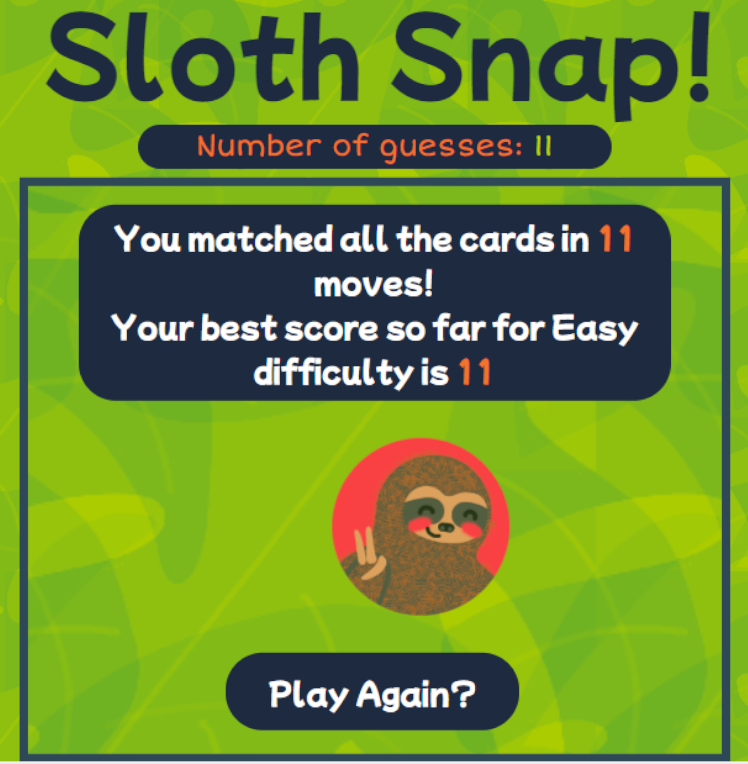 Sloth Snap!
Number of guesses: 11
You matched all the cards in 11
moves!
Your best score so far for Easy
difficulty is 11
Play Again?